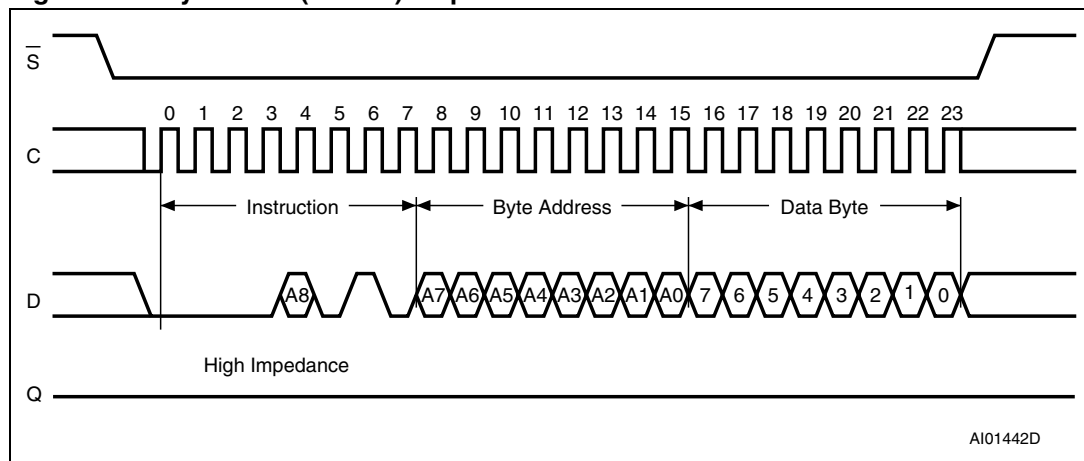 S
0 1 2 3 4 5 6 7 8 9 10 11 12 13 14 15 16 17 18 19 20 21 22 23
C
Instruction Byte Address Data Byte
D A8 A7 A6 A5 A4 A3 A2 A1 A0 7 6 5 4 3 2 1 0
High Impedance
Q
AI01442D